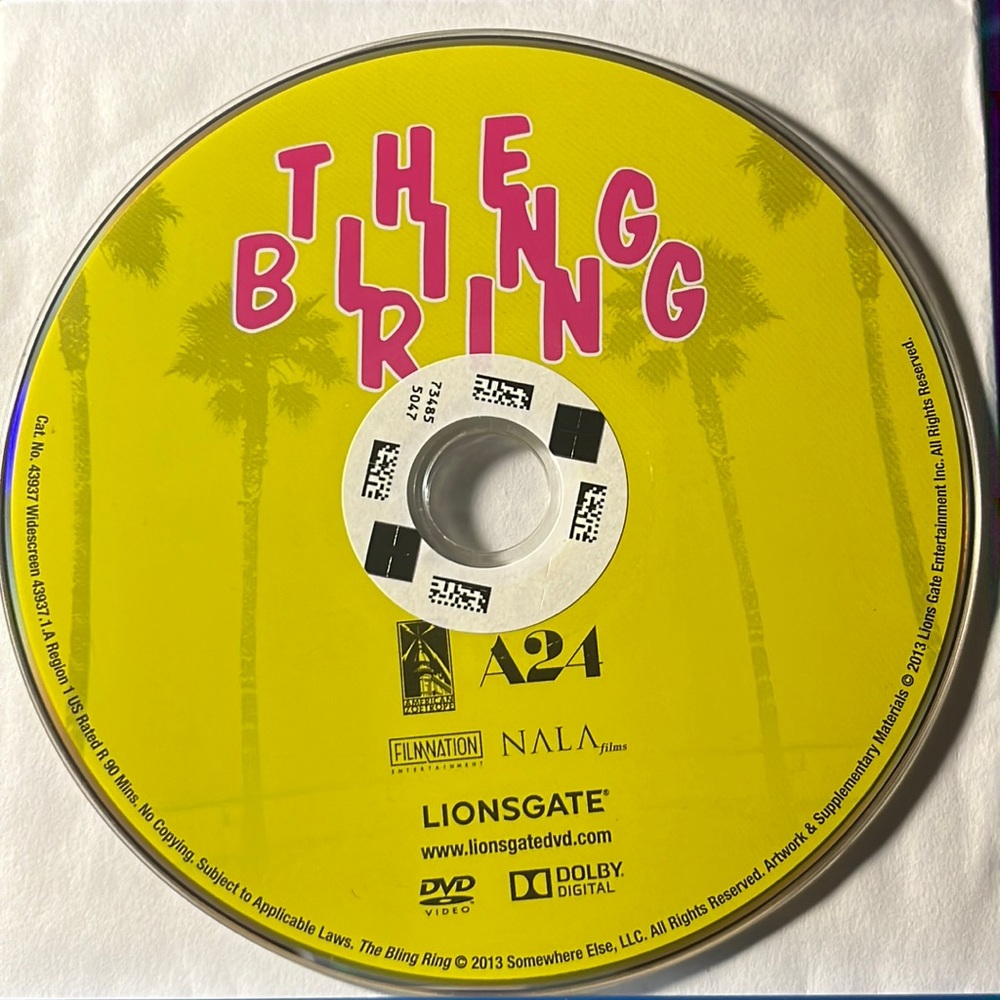 THE
BLING
RING
73485
5047
AMERICAN
ZOETROPE
A24
FILMNATION
ENTERTAINMENT
NALA films
LIONSGATE®
www.lionsgatedvd.com
DVD
VIDEO
DOLBY
DIGITAL
Cat. No. 43937 Widescreen 43937.1.A Region 1 US Rated R 90 Mins. No Copying. Subject to Applicable Laws. The Bling Ring © 2013 Somewhere Else, LLC. All Rights Reserved. Artwork & Supplementary Materials © 2013 Lions Gate Entertainment Inc. All Rights Reserved.